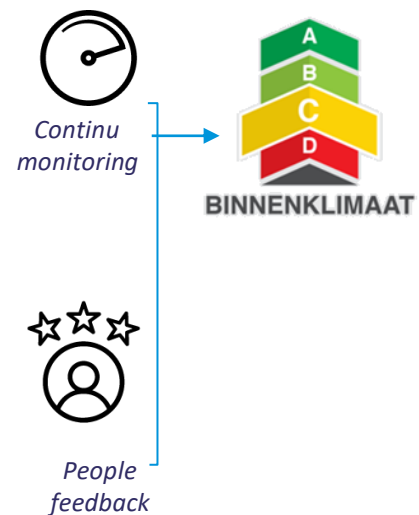 Continu
monitoring
A
B
C
D
BINNENKLIMAAT
People
feedback